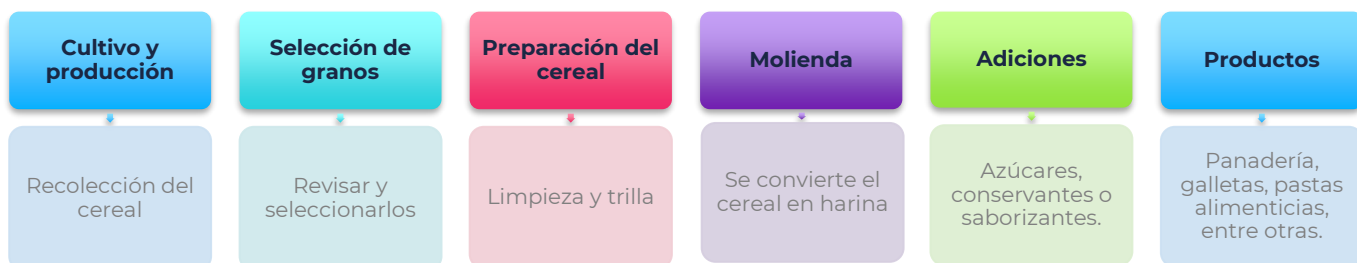 Cultivo y
producción
Selección de
granos
Preparación del
cereal
Molienda
Adiciones
Productos
Recolección del
cereal
Revisar y
seleccionarlos
Limpieza y trilla
Se convierte el
cereal en harina
Azúcares,
conservantes o
saborizantes.
Panadería,
galletas, pastas
alimenticias,
entre otras.